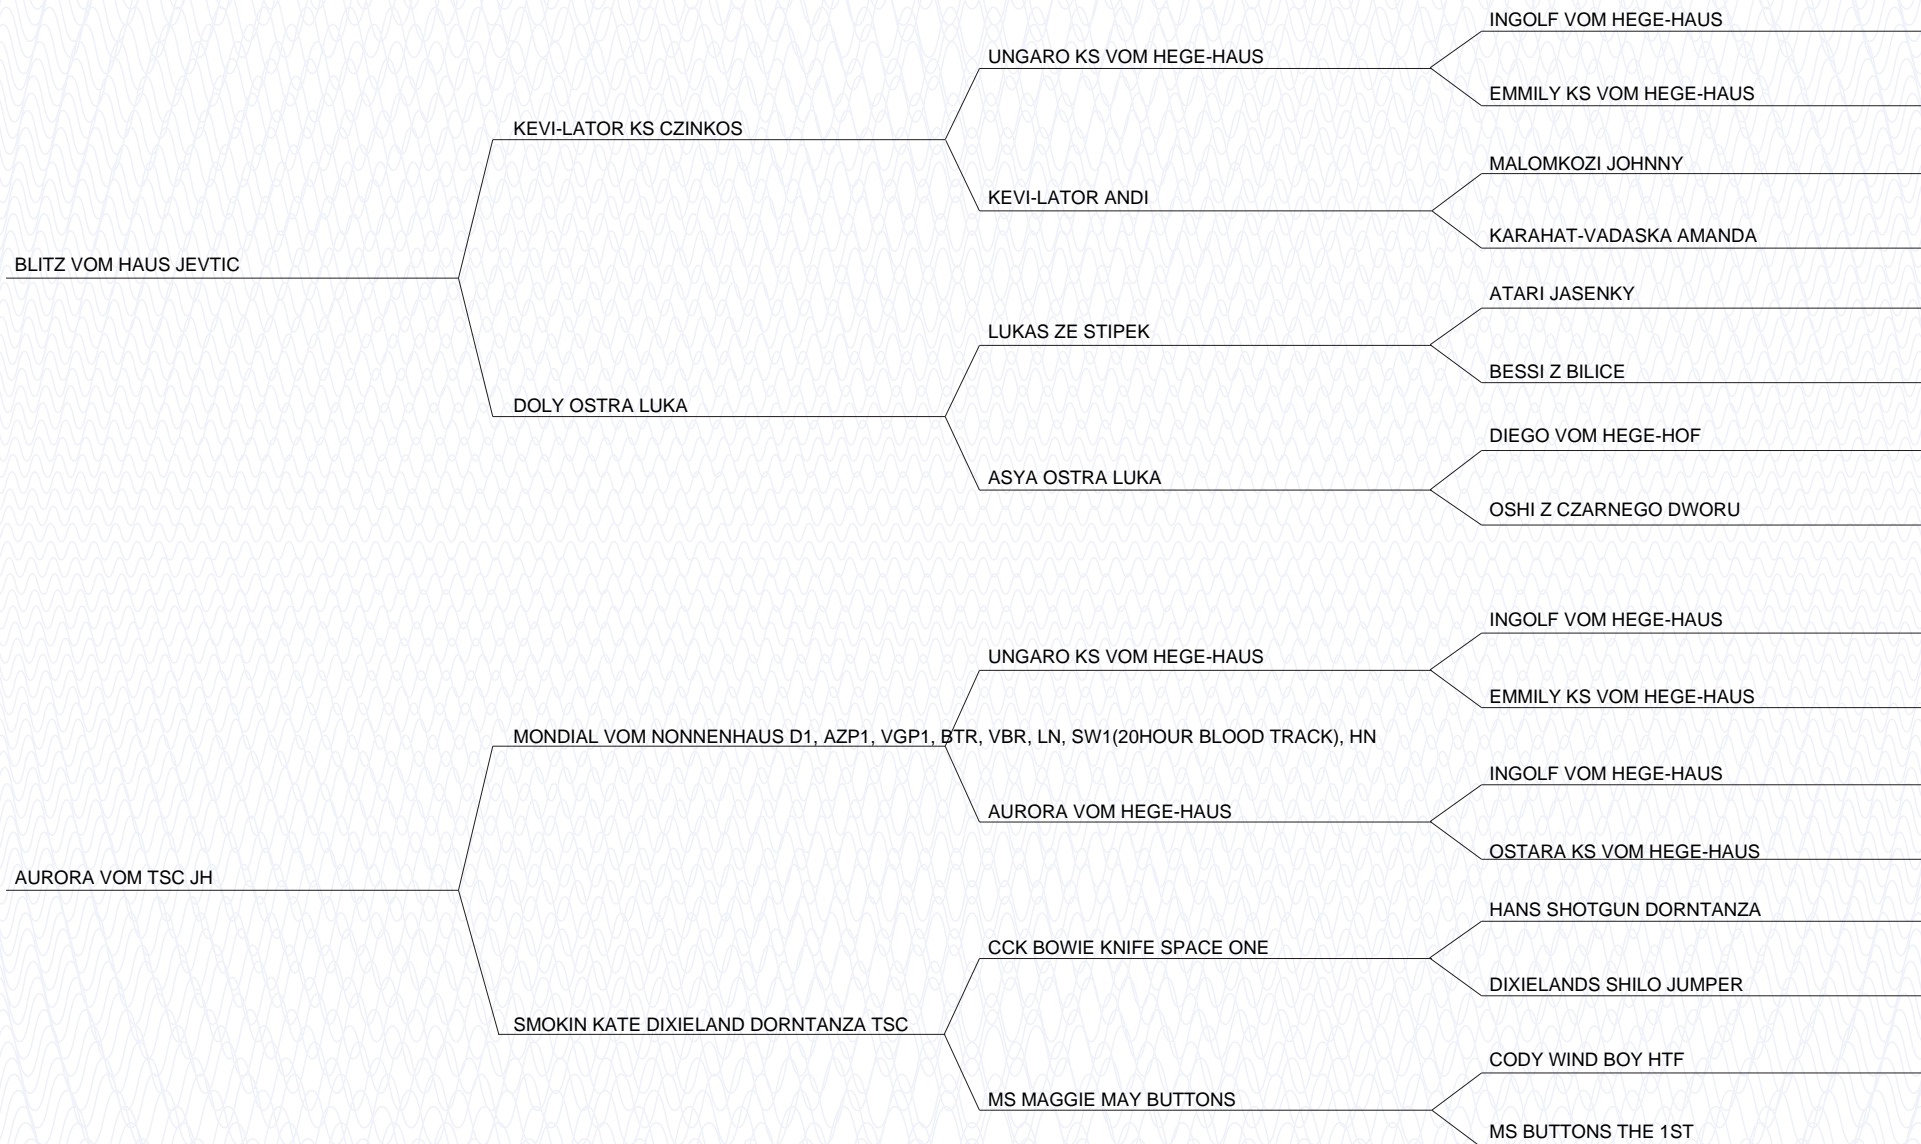 INGOLF VOM HEGE-HAUS
UNGARO KS VOM HEGE-HAUS
EMMILY KS VOM HEGE-HAUS
KEVI-LATOR KS CZINKOS
MALOMKOZI JOHNNY
KEVI-LATOR ANDI
KARAHAT-VADASKA AMANDA
BLITZ VOM HAUS JEVTIC
ATARI JASENKY
LUKAS ZE STIPEK
BESSI Z BILICE
DOLY OSTRA LUKA
DIEGO VOM HEGE-HOF
ASYA OSTRA LUKA
OSHI Z CZARNEGO DWORU
INGOLF VOM HEGE-HAUS
UNGARO KS VOM HEGE-HAUS
EMMILY KS VOM HEGE-HAUS
MONDIAL VOM NONNENHAUS D1, AZP1, VGP1, BTR, VBR, LN, SW1(20HOUR BLOOD TRACK), HN
INGOLF VOM HEGE-HAUS
AURORA VOM HEGE-HAUS
OSTARA KS VOM HEGE-HAUS
AURORA VOM TSC JH
HANS SHOTGUN DORNTANZA
CCK BOWIE KNIFE SPACE ONE
DIXIELANDS SHILO JUMPER
SMOKIN KATE DIXIELAND DORNTANZA TSC
CODY WIND BOY HTF
MS MAGGIE MAY BUTTONS
MS BUTTONS THE 1ST